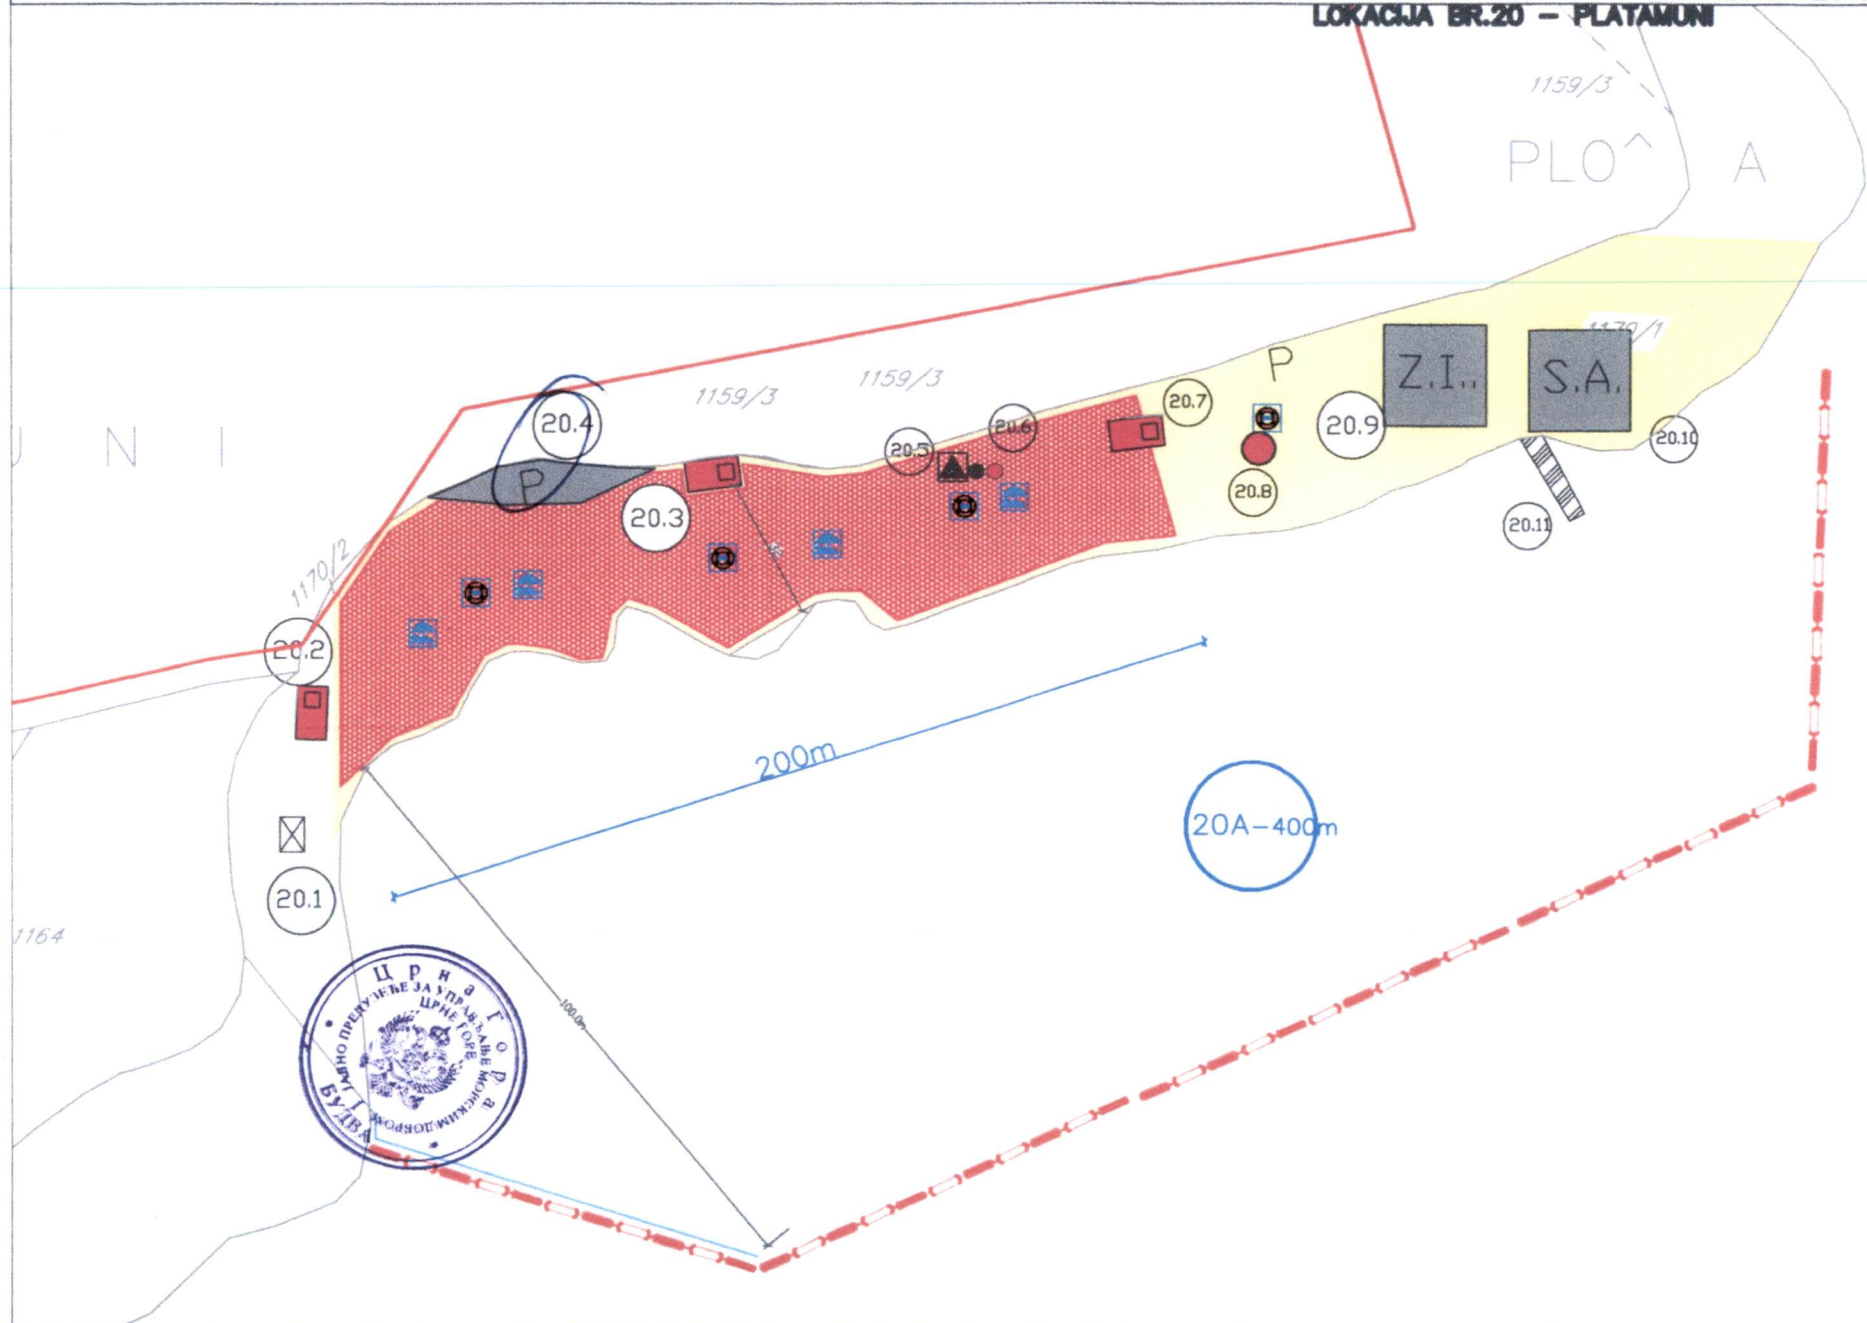 LOKACIJA BR.20 - PLATAMUNI
1159/3
PLO^ A
1170/1
P
Z.I..
S.A.
1159/3
1159/3
20.7
20.4
20.6
20.9
20.5
20.10
U N I
P
20.3
20.8
20.11
1170/2
20.2
200m
20A-400m
20.1
1164
100.0m
Црна Гора
ЈАВНО ПРЕДУЗЕЋЕ ЗА УПРАВЉАЊЕ МОРСКИМ ДОБРОМ
ЦРНЕ ГОРЕ
I
БУДВА